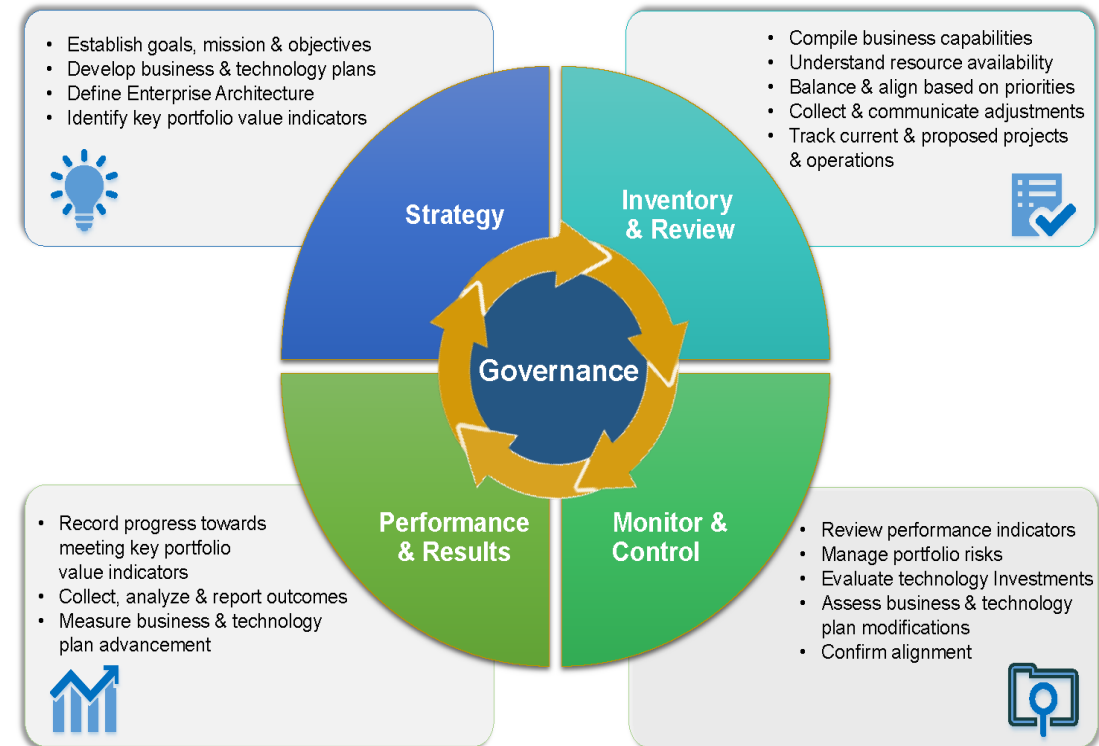 • Establish goals, mission & objectives
• Develop business & technology plans
• Define Enterprise Architecture
• Identify key portfolio value indicators
• Compile business capabilities
• Understand resource availability
• Balance & align based on priorities
• Collect & communicate adjustments
• Track current & proposed projects
& operations
Strategy
Inventory
& Review
Governance
Performance
& Results
Monitor &
Control
• Record progress towards
meeting key portfolio
value indicators
• Collect, analyze & report outcomes
• Measure business & technology
plan advancement
• Review performance indicators
• Manage portfolio risks
• Evaluate technology Investments
• Assess business & technology
plan modifications
• Confirm alignment